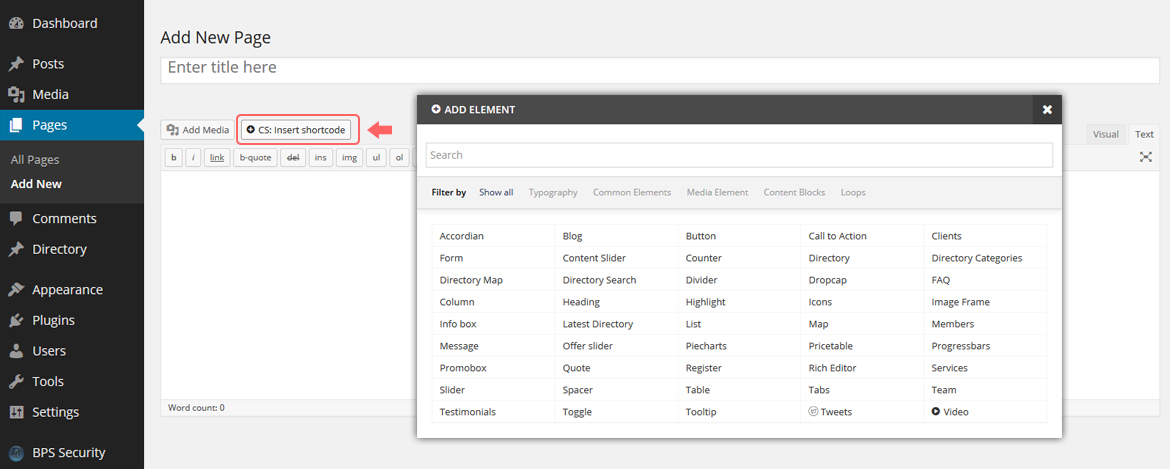 Dashboard
Posts
Media
Pages
All Pages
Add New
Comments
Directory
Appearance
Plugins
Users
Tools
Settings
BPS Security
Add New Page
Enter title here
Add Media
CS: Insert shortcode
Visual Text
b i link b-quote del ins img ul ol
Word count: 0
ADD ELEMENT
Search
Filter by Show all Typography Common Elements Media Element Content Blocks Loops
Accordian Blog Button Call to Action Clients
Form Content Slider Counter Directory Directory Categories
Directory Map Directory Search Divider Dropcap FAQ
Column Heading Highlight Icons Image Frame
Info box Latest Directory List Map Members
Message Offer slider Piecharts Pricetable Progressbars
Promobox Quote Register Rich Editor Services
Slider Spacer Table Tabs Team
Testimonials Toggle Tooltip Tweets Video